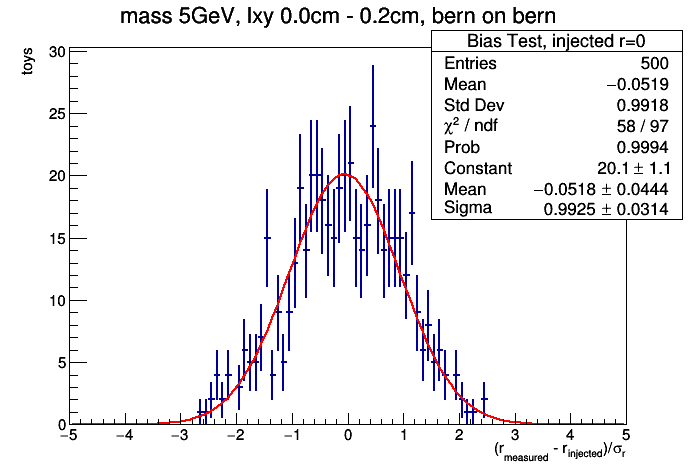 mass 5GeV, lxy 0.0cm - 0.2cm, bern on bern
Bias Test, injected r=0
Entries 500
Mean −0.0519
Std Dev 0.9918
χ² / ndf 58 / 97
Prob 0.9994
Constant 20.1 ± 1.1
Mean −0.0518 ± 0.0444
Sigma 0.9925 ± 0.0314
toys
30
25
20
15
10
5
0
−5 −4 −3 −2 −1 0 1 2 3 4 5
(r_measured - r_injected)/σ_r